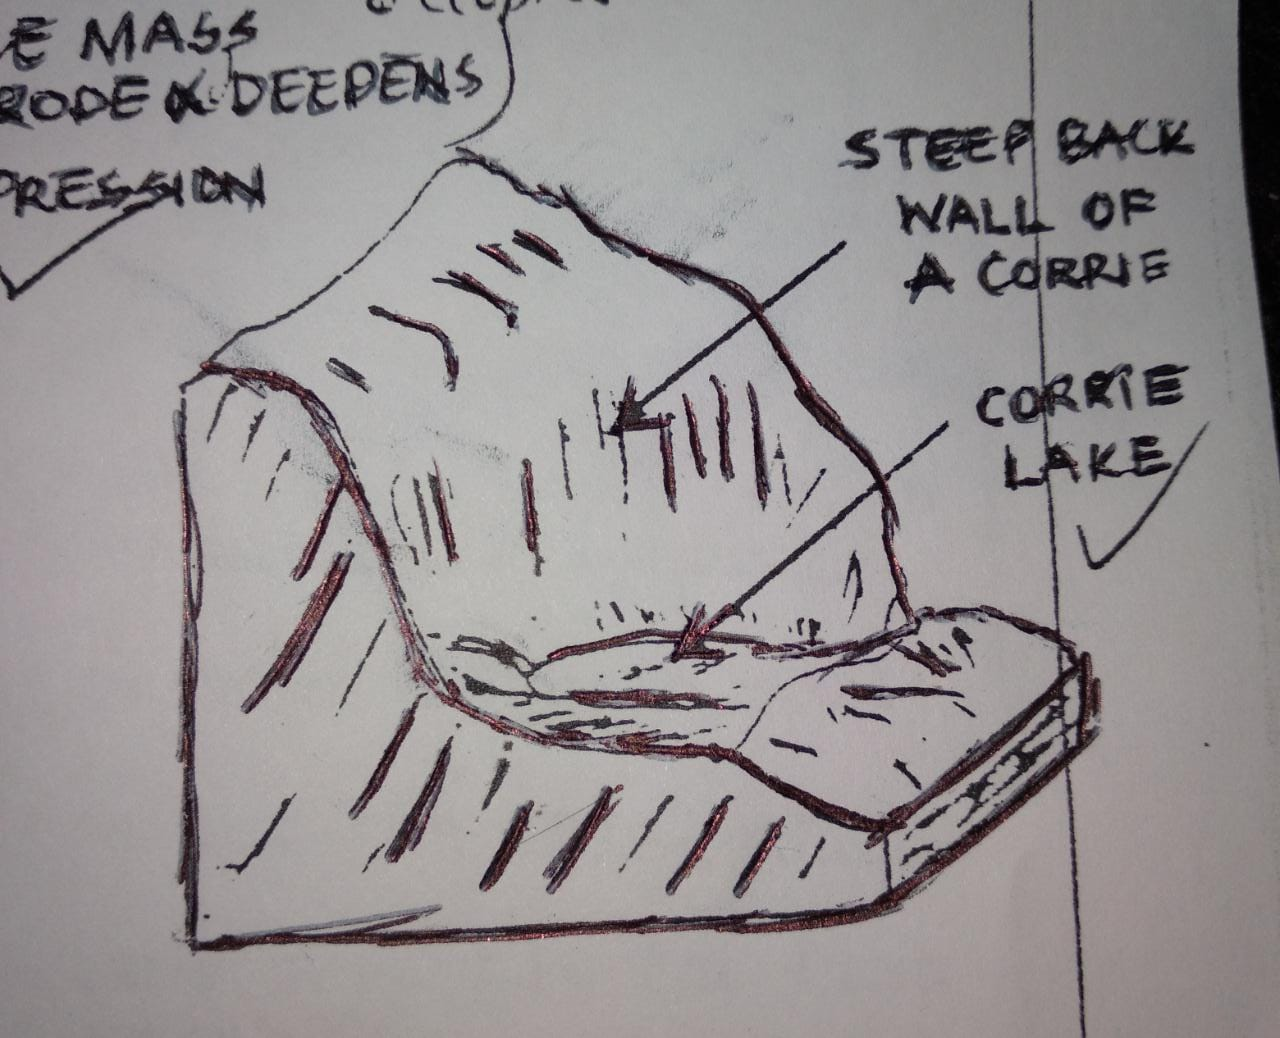 E MASS
RODE & DEEPENS
PRESSION
STEEP BACK
WALL OF
A CORRIE
CORRIE
LAKE